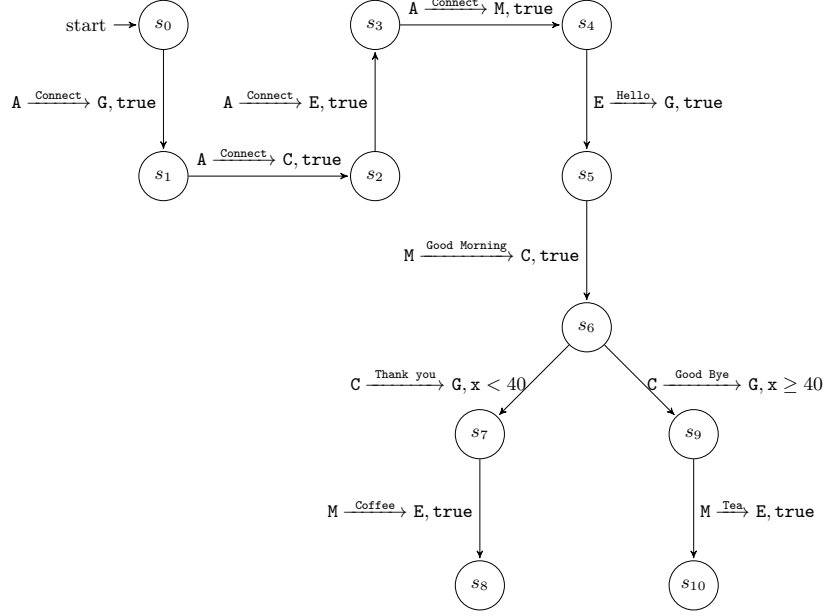 start s₀
s₃
A Connect→ M, true
s₄
A Connect→ G, true
A Connect→ E, true
E Hello→ G, true
s₁
A Connect→ C, true
s₂
s₅
M Good Morning→ C, true
s₆
C Thank you→ G, x < 40
C Good Bye→ G, x ≥ 40
s₇
s₉
M Coffee→ E, true
M Tea→ E, true
s₈
s₁₀